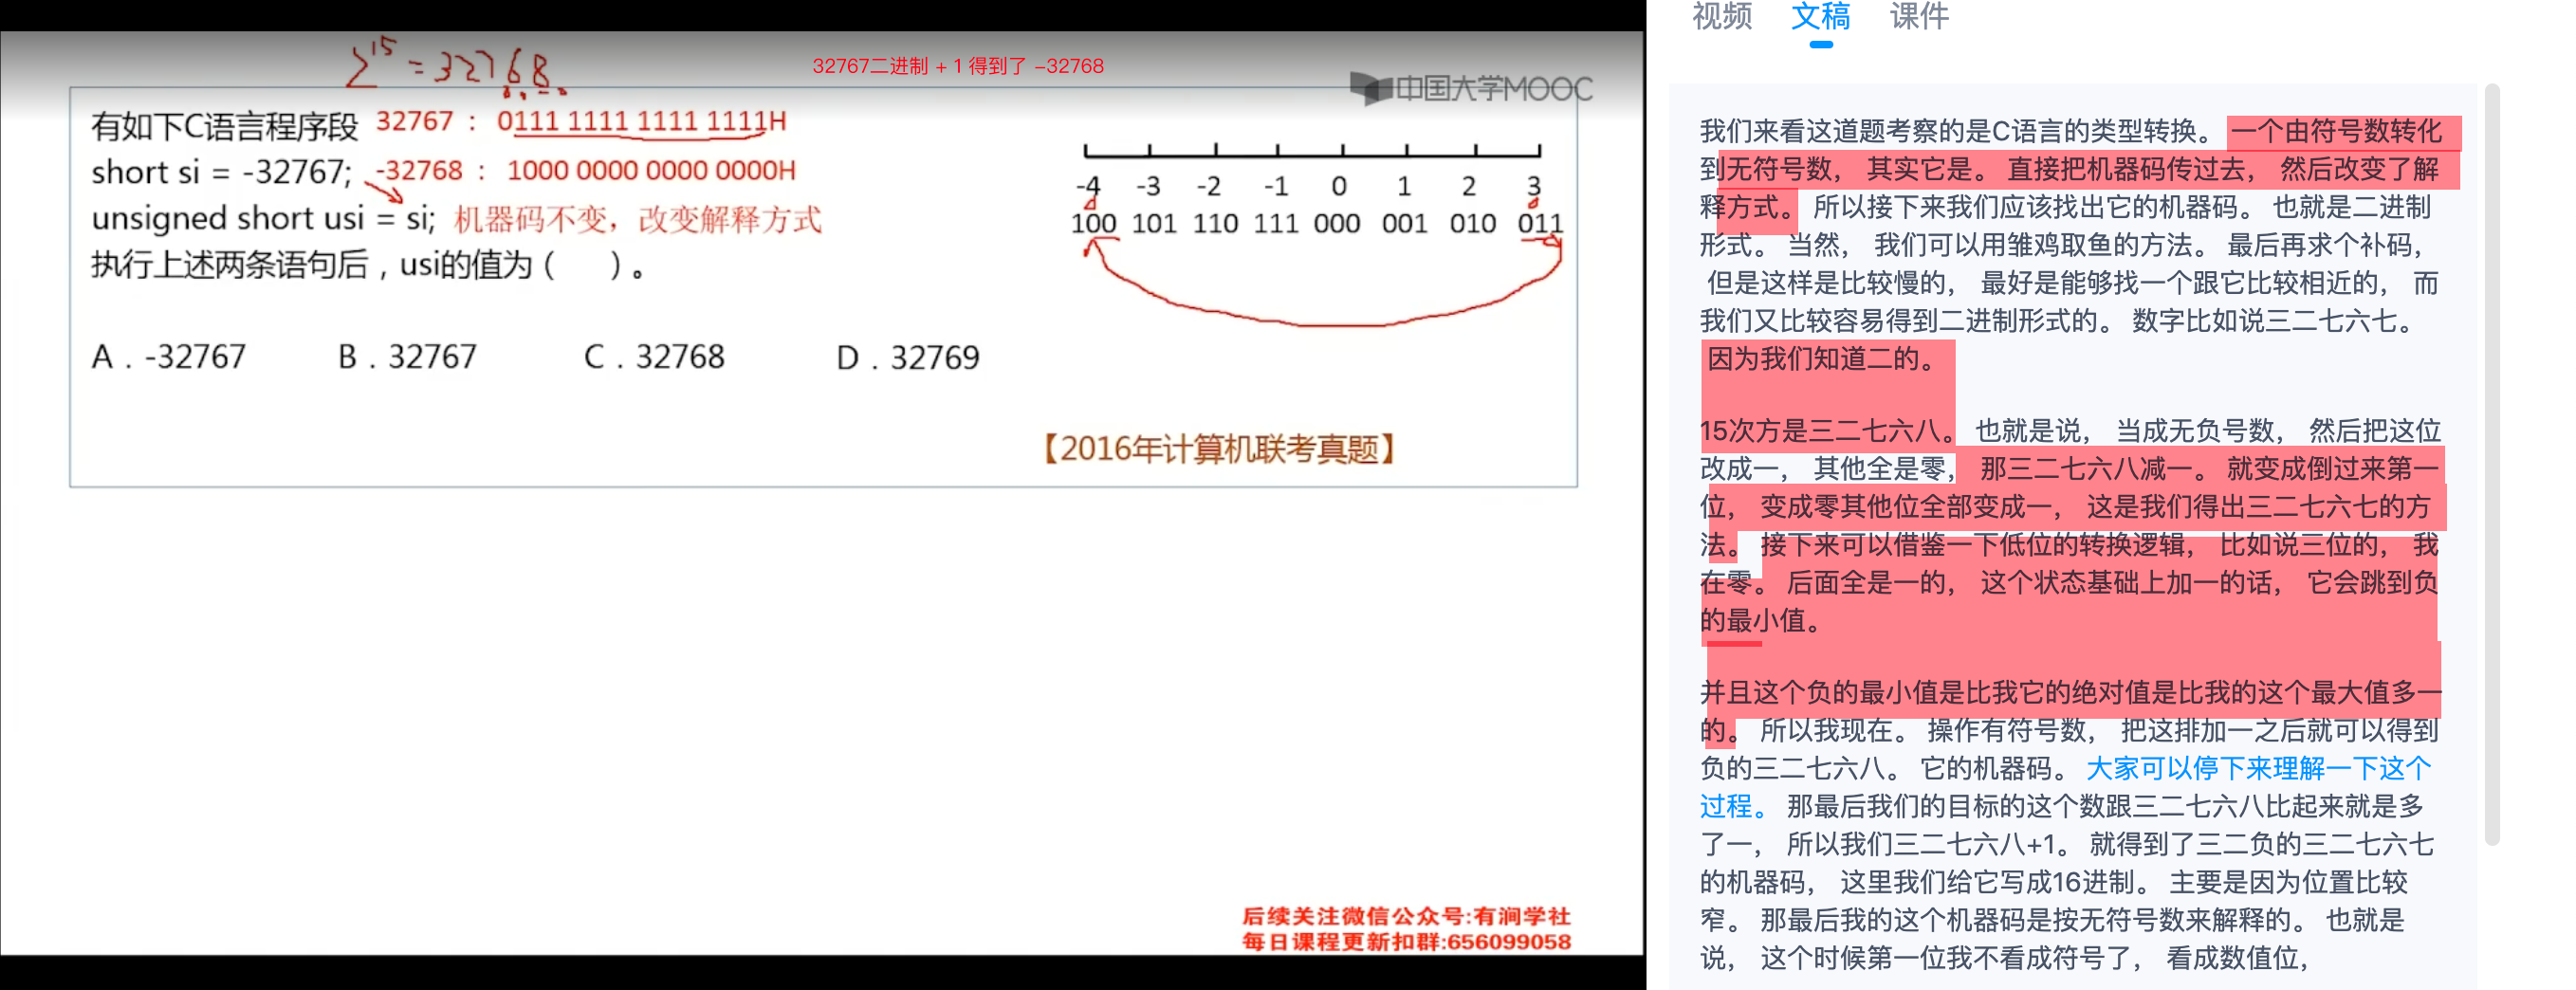 2¹⁵ = 32768.
32767二进制 + 1 得到了 -32768
中国大学MOOC
有如下C语言程序段 32767 : 0111 1111 1111 1111H
short si = -32767; -32768 : 1000 0000 0000 0000H
unsigned short usi = si; 机器码不变，改变解释方式
执行上述两条语句后，usi的值为 ( )。
A . -32767 B . 32767 C . 32768 D . 32769
-4 -3 -2 -1 0 1 2 3
100 101 110 111 000 001 010 011
【2016年计算机联考真题】
后续关注微信公众号:有涧学社
每日课程更新扣群:656099058
视频 文稿 课件
我们来看这道题考察的是C语言的类型转换。 一个由符号数转化
到无符号数， 其实它是。 直接把机器码传过去， 然后改变了解
释方式。 所以接下来我们应该找出它的机器码。 也就是二进制
形式。 当然， 我们可以用雏鸡取鱼的方法。 最后再求个补码，
但是这样是比较慢的， 最好是能够找一个跟它比较相近的， 而
我们又比较容易得到二进制形式的。 数字比如说三二七六七。
因为我们知道二的。
15次方是三二七六八。 也就是说， 当成无负号数， 然后把这位
改成一， 其他全是零， 那三二七六八减一。 就变成倒过来第一
位， 变成零其他位全部变成一， 这是我们得出三二七六七的方
法。 接下来可以借鉴一下低位的转换逻辑， 比如说三位的， 我
在零。 后面全是一的， 这个状态基础上加一的话， 它会跳到负
的最小值。
并且这个负的最小值是比我它的绝对值是比我的这个最大值多一
的。 所以我现在。 操作有符号数， 把这排加一之后就可以得到
负的三二七六八。 它的机器码。 大家可以停下来理解一下这个
过程。 那最后我们的目标的这个数跟三二七六八比起来就是多
了一， 所以我们三二七六八+1。 就得到了三二负的三二七六七
的机器码， 这里我们给它写成16进制。 主要是因为位置比较
窄。 那最后我的这个机器码是按无符号数来解释的。 也就是
说， 这个时候第一位我不看成符号了， 看成数值位，